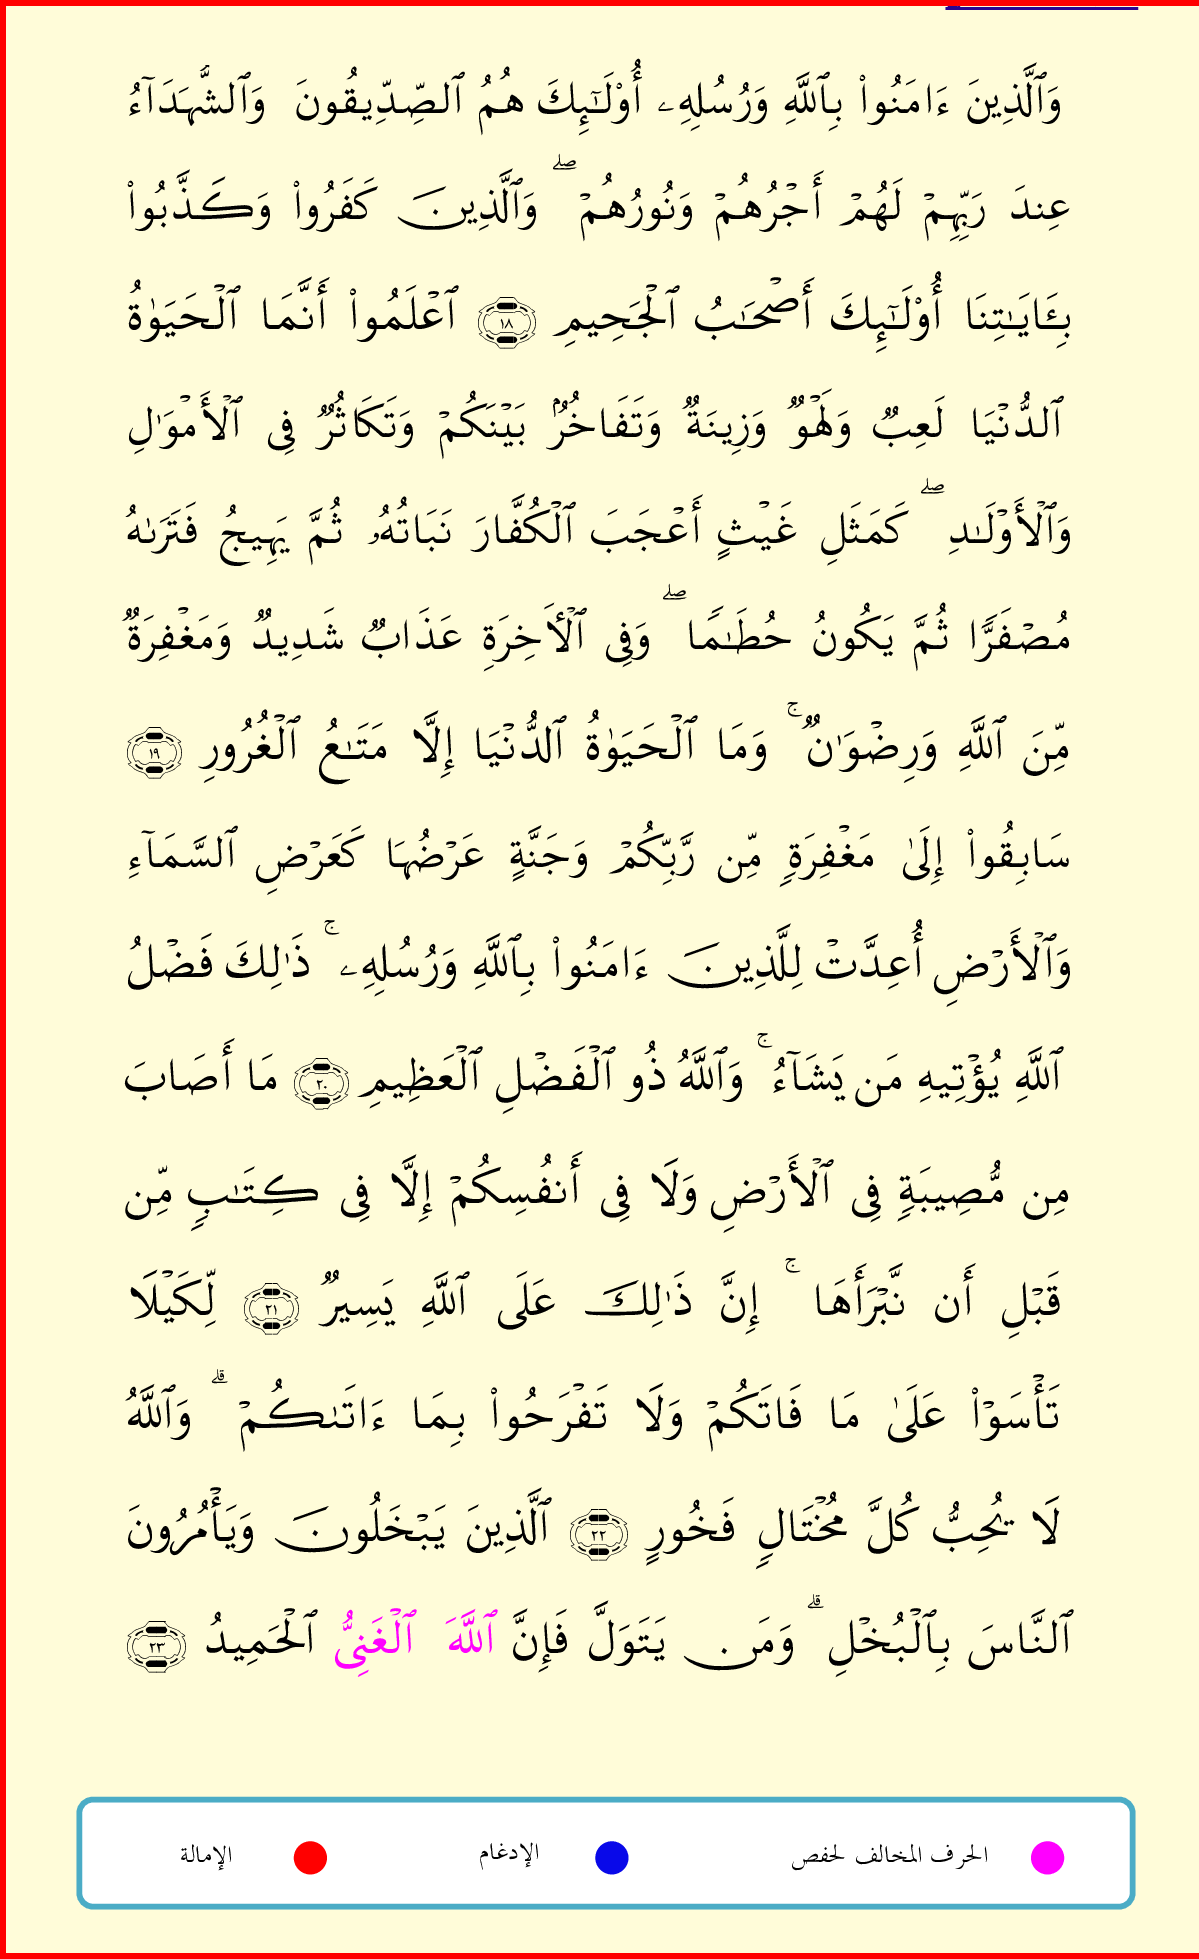 وَٱلَّذِينَ ءَامَنُواْ بِٱللَّهِ وَرُسُلِهِۦ أُوْلَـٰٓئِكَ هُمُ ٱلصِّدِّيقُونَ وَٱلشُّهَدَآءُ
عِندَ رَبِّهِمۡ لَهُمۡ أَجۡرُهُمۡ وَنُورُهُمۡۖ وَٱلَّذِينَ كَفَرُواْ وَكَذَّبُواْ
بِـَٔايَـٰتِنَا أُوْلَـٰٓئِكَ أَصۡحَـٰبُ ٱلۡجَحِيمِ ١٨ ٱعۡلَمُواْ أَنَّمَا ٱلۡحَيَوٰةُ
ٱلدُّنۡيَا لَعِبٌ وَلَهۡوٌ وَزِينَةٌ وَتَفَاخُرُۢ بَيۡنَكُمۡ وَتَكَاثُرٌ فِى ٱلۡأَمۡوَٰلِ
وَٱلۡأَوۡلَـٰدِۖ كَمَثَلِ غَيۡثٍ أَعۡجَبَ ٱلۡكُفَّارَ نَبَاتُهُۥ ثُمَّ يَهِيجُ فَتَرَىٰهُ
مُصۡفَرًّا ثُمَّ يَكُونُ حُطَـٰمًاۖ وَفِى ٱلۡأٓخِرَةِ عَذَابٌ شَدِيدٌ وَمَغۡفِرَةٌ
مِّنَ ٱللَّهِ وَرِضۡوَٰنٌۚ وَمَا ٱلۡحَيَوٰةُ ٱلدُّنۡيَا إِلَّا مَتَـٰعُ ٱلۡغُرُورِ ١٩
سَابِقُواْ إِلَىٰ مَغۡفِرَةٍ مِّن رَّبِّكُمۡ وَجَنَّةٍ عَرۡضُهَا كَعَرۡضِ ٱلسَّمَآءِ
وَٱلۡأَرۡضِ أُعِدَّتۡ لِلَّذِينَ ءَامَنُواْ بِٱللَّهِ وَرُسُلِهِۦۚ ذَٰلِكَ فَضۡلُ
ٱللَّهِ يُؤۡتِيهِ مَن يَشَآءُۚ وَٱللَّهُ ذُو ٱلۡفَضۡلِ ٱلۡعَظِيمِ ٢٠ مَا أَصَابَ
مِن مُّصِيبَةٍ فِى ٱلۡأَرۡضِ وَلَا فِى أَنفُسِكُمۡ إِلَّا فِى كِتَـٰبٍ مِّن
قَبۡلِ أَن نَّبۡرَأَهَاۚ إِنَّ ذَٰلِكَ عَلَى ٱللَّهِ يَسِيرٌ ٢١ لِّكَيۡلَا
تَأۡسَوۡاْ عَلَىٰ مَا فَاتَكُمۡ وَلَا تَفۡرَحُواْ بِمَا ءَاتَىٰكُمۡۗ وَٱللَّهُ
لَا يُحِبُّ كُلَّ مُخۡتَالٍ فَخُورٍ ٢٢ ٱلَّذِينَ يَبۡخَلُونَ وَيَأۡمُرُونَ
ٱلنَّاسَ بِٱلۡبُخۡلِۗ وَمَن يَتَوَلَّ فَإِنَّ ٱللَّهَ ٱلۡغَنِىُّ ٱلۡحَمِيدُ ٢٣
الحرف المخالف لحفص الإدغام الإمالة